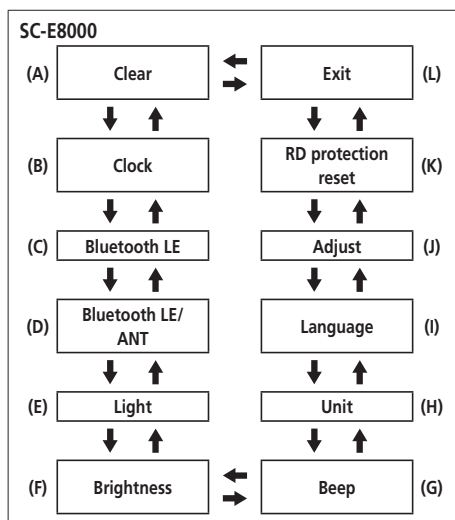 SC-E8000
(A) Clear Exit (L)
(B) Clock RD protection reset (K)
(C) Bluetooth LE Adjust (J)
(D) Bluetooth LE/ ANT Language (I)
(E) Light Unit (H)
(F) Brightness Beep (G)